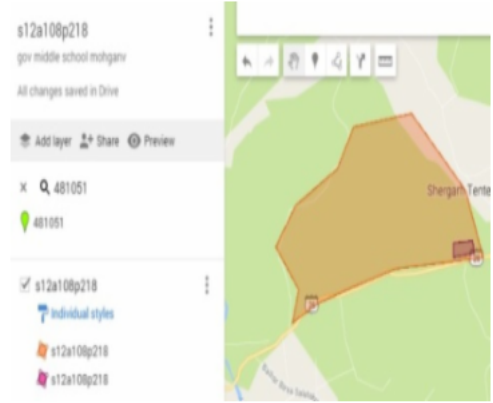 s12a108p218
gov middle school mohganv
All changes saved in Drive
Add layer Share Preview
× 481051
481051
s12a108p218
Individual styles
s12a108p218
s12a108p218
Shergarh Tente